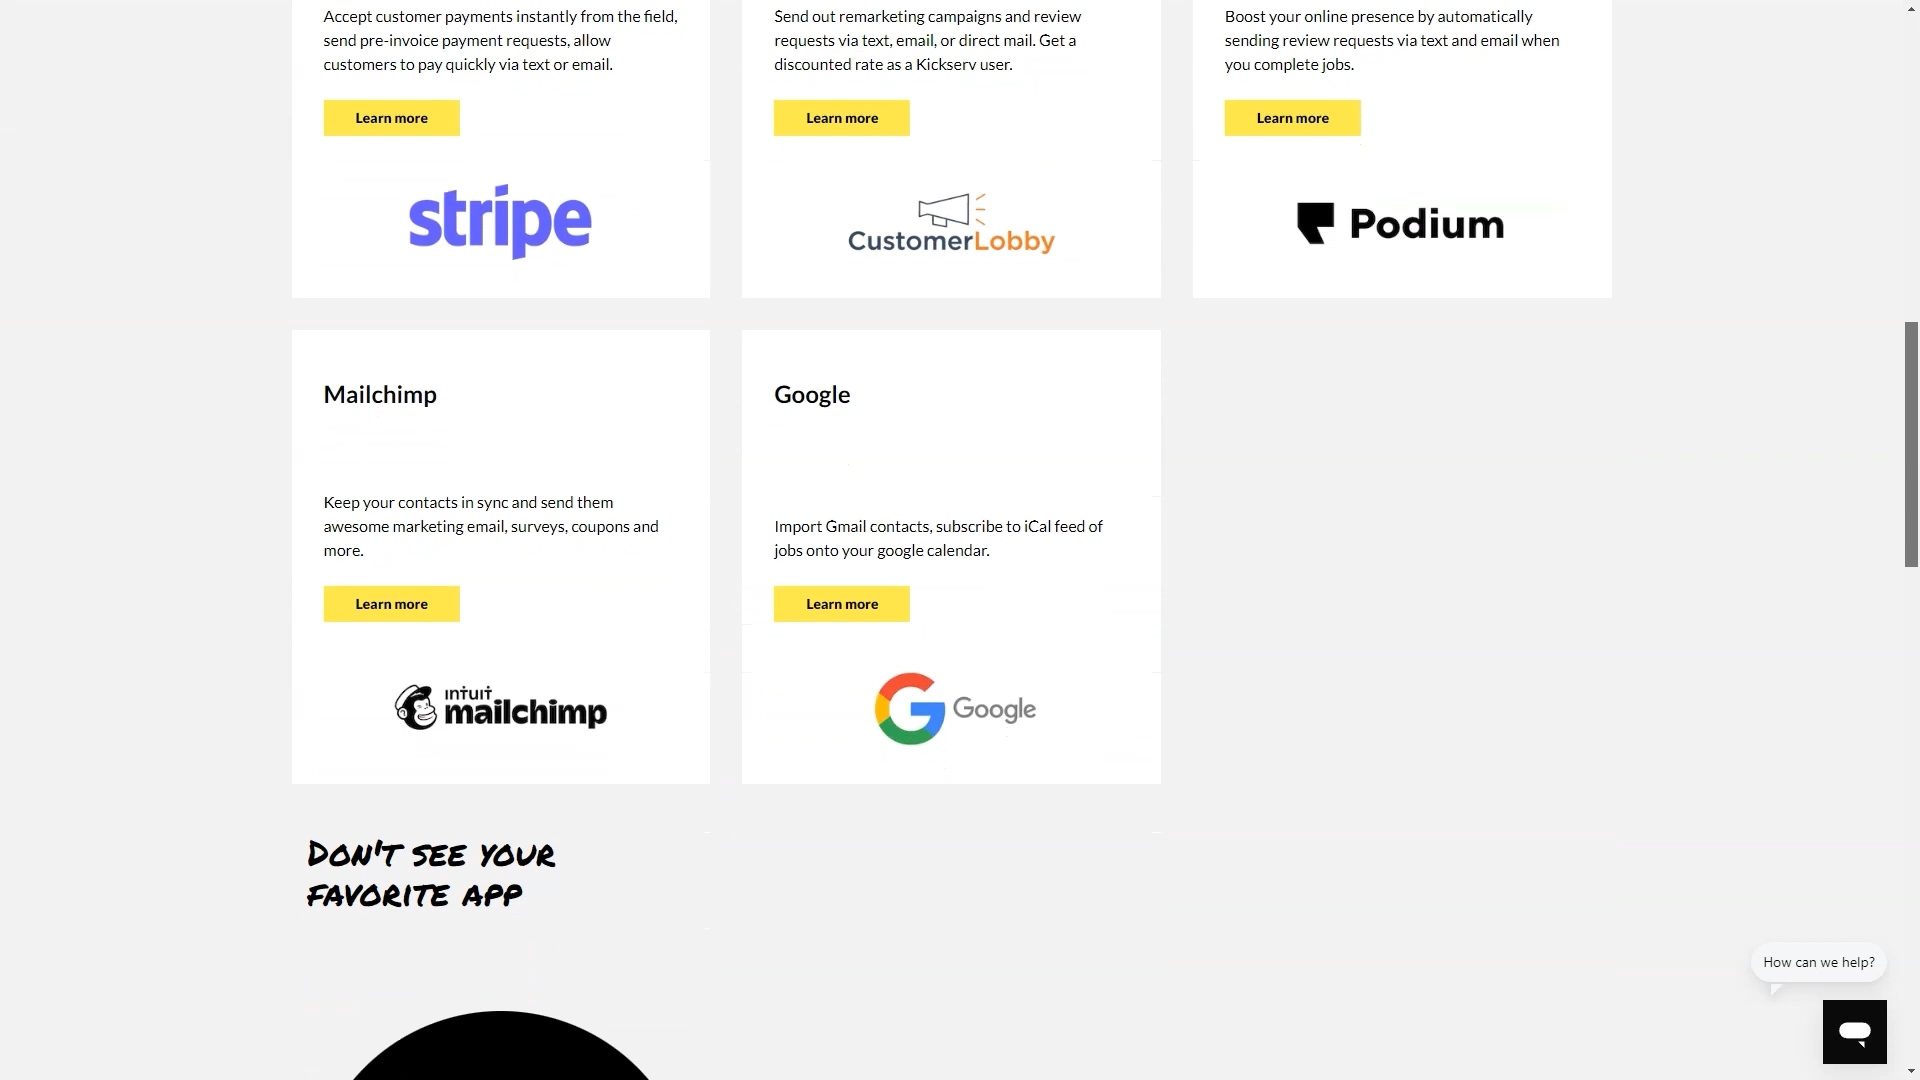 Accept customer payments instantly from the field,
send pre-invoice payment requests, allow
customers to pay quickly via text or email.
Learn more
stripe
Send out remarketing campaigns and review
requests via text, email, or direct mail. Get a
discounted rate as a Kickserv user.
Learn more
CustomerLobby
Boost your online presence by automatically
sending review requests via text and email when
you complete jobs.
Learn more
Podium
Mailchimp
Keep your contacts in sync and send them
awesome marketing email, surveys, coupons and
more.
Learn more
INTUIT
mailchimp
Google
Import Gmail contacts, subscribe to iCal feed of
jobs onto your google calendar.
Learn more
Google
DON'T SEE YOUR
FAVORITE APP
How can we help?